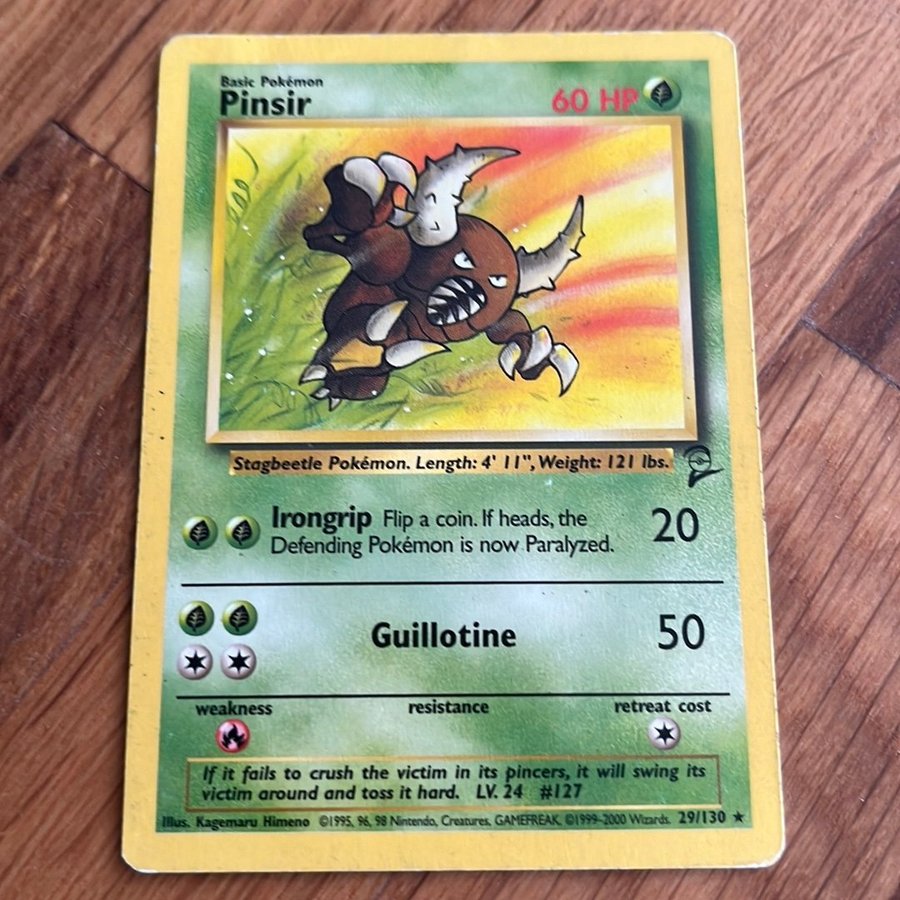 Basic Pokémon
Pinsir
60 HP
Stagbeetle Pokémon. Length: 4' 11", Weight: 121 lbs.
Irongrip Flip a coin. If heads, the
Defending Pokémon is now Paralyzed.
20
Guillotine
50
weakness resistance retreat cost
If it fails to crush the victim in its pincers, it will swing its
victim around and toss it hard. LV. 24 #127
Illus. Kagemaru Himeno ©1995, 96, 98 Nintendo, Creatures, GAMEFREAK. ©1999-2000 Wizards. 29/130 ★